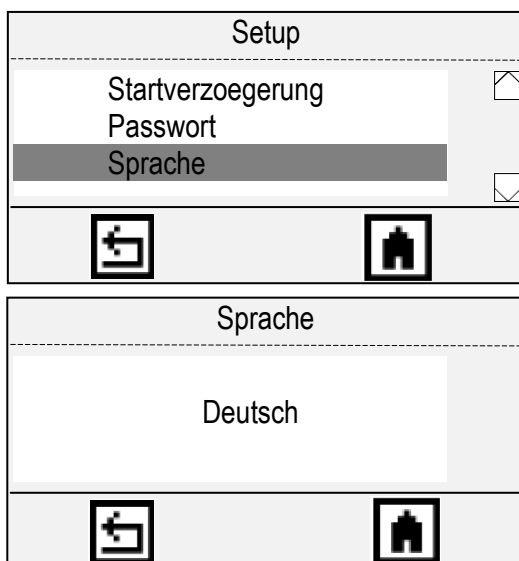 Setup
Startverzoegerung
Passwort
Sprache
Sprache
Deutsch